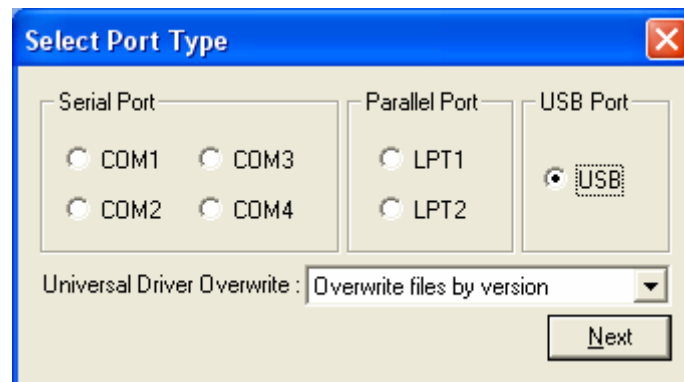 Select Port Type
Serial Port
Parallel Port
USB Port
COM1
COM3
LPT1
USB
COM2
COM4
LPT2
Universal Driver Overwrite :
Overwrite files by version
Next